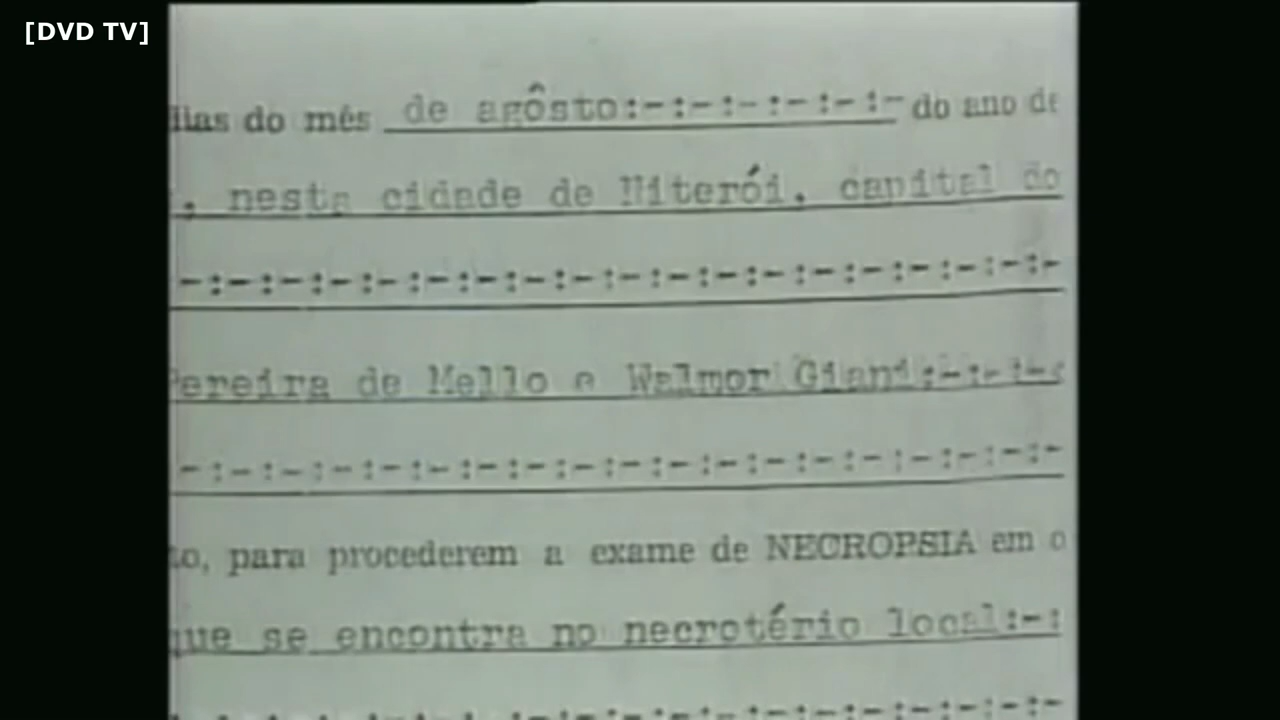 [DVD TV]
dias do mês de agôsto:-:-:-:-:-:- do ano de
, nesta cidade de Niterói, capital do
-:-:-:-:-:-:-:-:-:-:-:-:-:-:-:-:-:-:-
Pereira de Mello e Walmor Giani:-:-:-:
-:-:-:-:-:-:-:-:-:-:-:-:-:-:-:-:-:-:-
to, para procederem a exame de NECROPSIA em o
que se encontra no necrotério local:-: